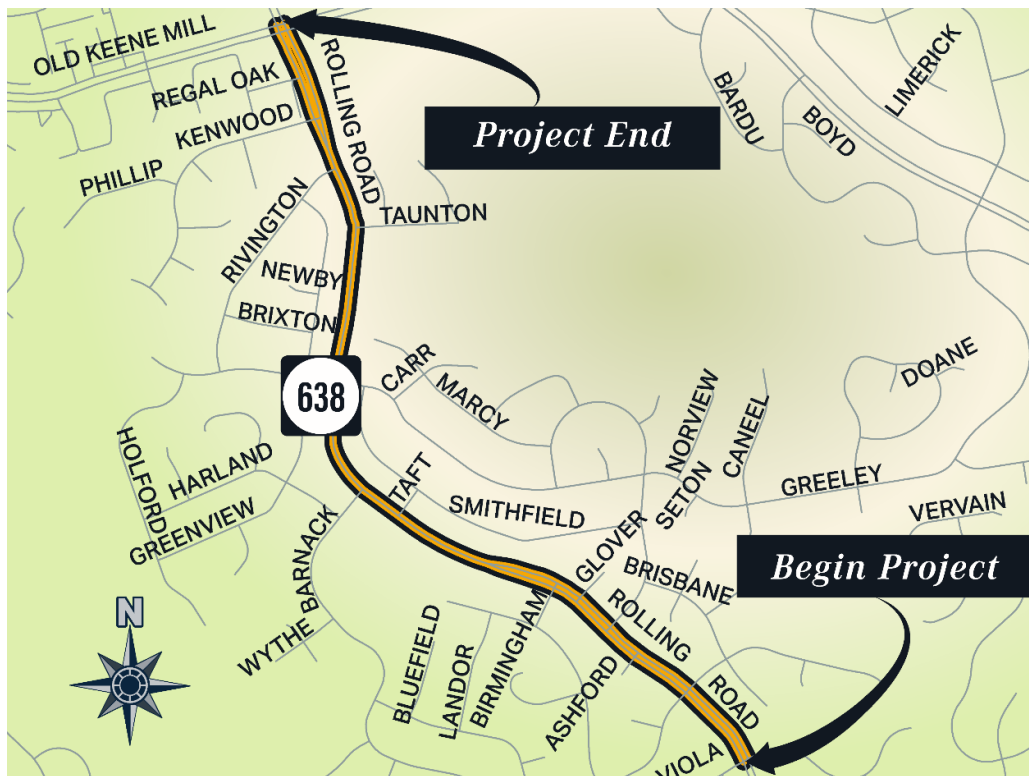 OLD KEENE MILL
ROLLING ROAD
REGAL OAK
KENWOOD
PHILLIP
Project End
BARDU
BOYD
LIMERICK
RIVINGTON
TAUNTON
NEWBY
BRIXTON
638
CARR
MARCY
NORVIEW
CANEEL
DOANE
HOLFORD
HARLAND
GREENVIEW
TAFT
SMITHFIELD
GLOVER
SETON
GREELEY
VERVAIN
BARNACK
WYTHE
BRISBANE
Begin Project
N
BLUEFIELD
LANDOR
BIRMINGHAM
ASHFORD
ROLLING
ROAD
VIOLA